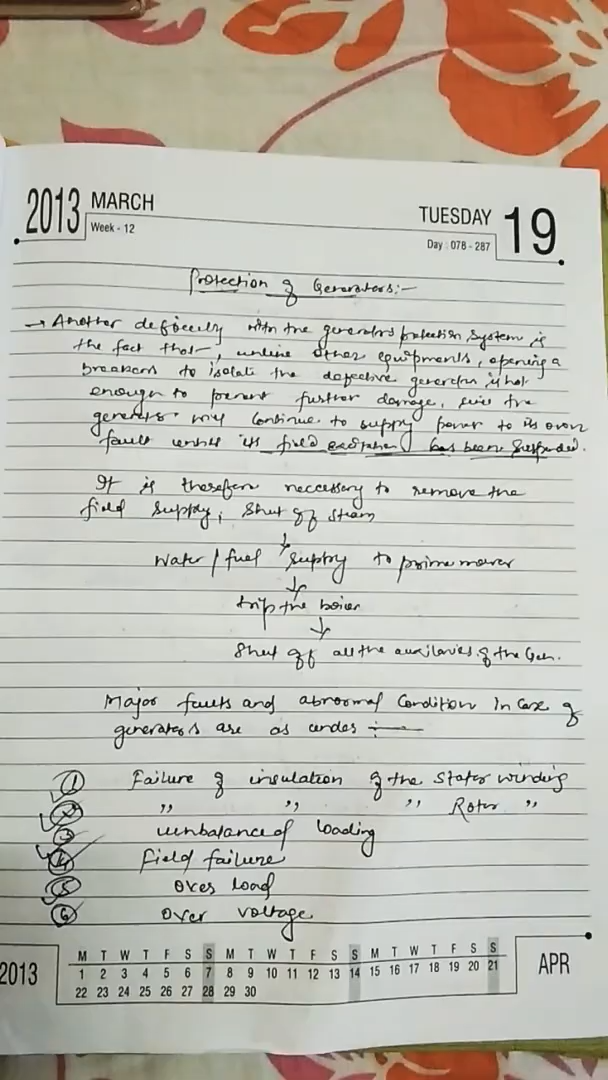 2013 MARCH
Week - 12
TUESDAY 19
Day : 078 - 287
Protection of Generators:-
→ Another difficulty with the generators protection system is
the fact that, unlike other equipments, opening a
breakers to isolate the defective generator is not
enough to prevent further damage, since the
generator will continue to supply power to its own
fault until its field excitation has been suspended.
It is therefore necessary to remove the
field supply, shut off steam
↓
water / fuel supply to prime mover
↓
trip the boiler
↓
Shut off all the auxilaries of the Gen.
Major faults and abnormal Condition in Case of
generators are as under :—
① Failure of insulation of the Stator winding
② ,, ,, ,, Rotor ,,
③ unbalance of loading
④ field failure
⑤ over load
⑥ over voltage
2013
M T W T F S S M T W T F S S M T W T F S S
1 2 3 4 5 6 7 8 9 10 11 12 13 14 15 16 17 18 19 20 21
22 23 24 25 26 27 28 29 30
APR